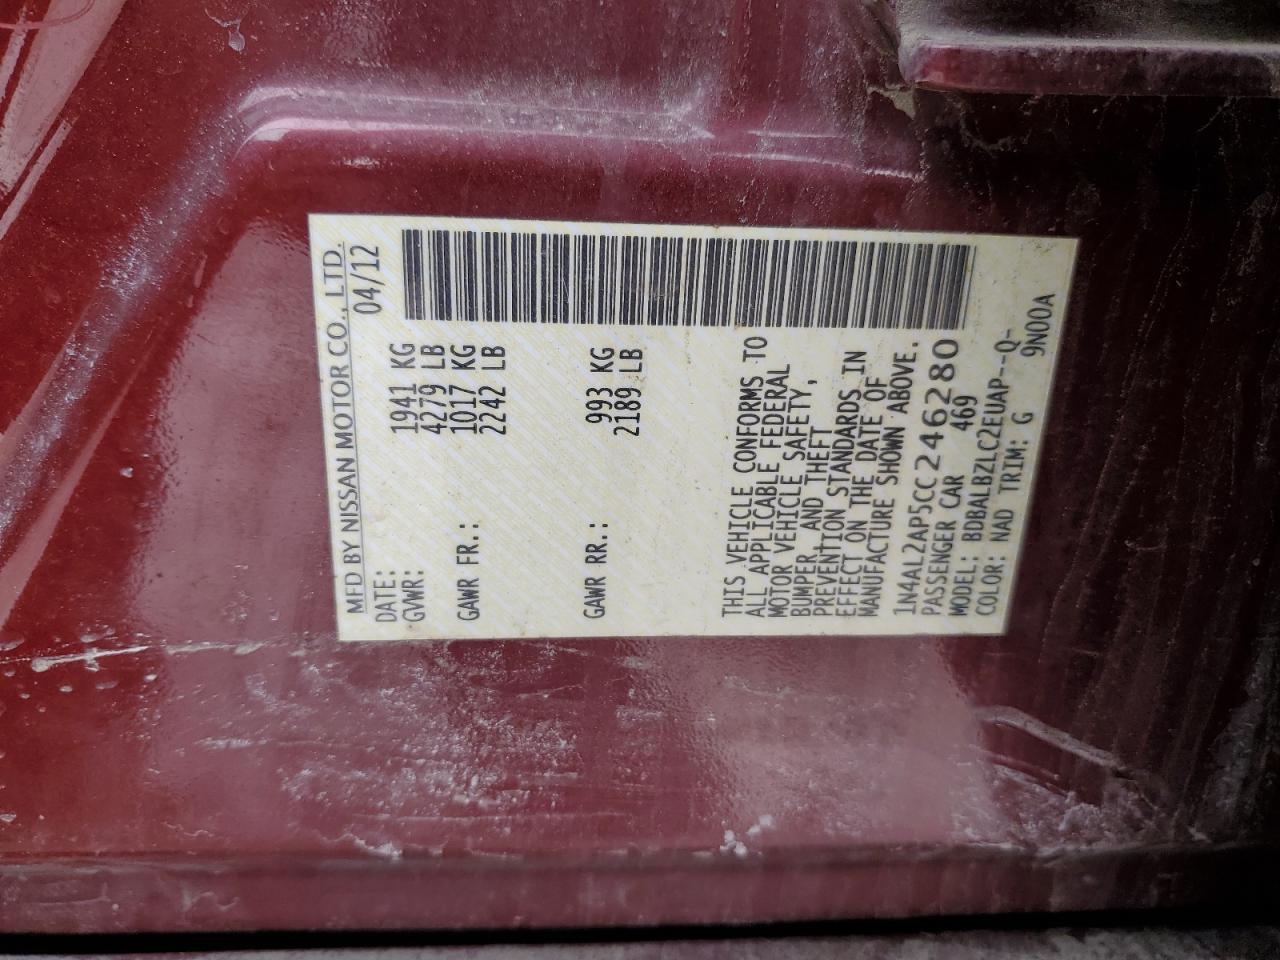 MFD BY NISSAN MOTOR CO., LTD.
DATE: 04/12
GVWR: 1941 KG
4279 LB
GAWR FR.: 1017 KG
2242 LB
GAWR RR.: 993 KG
2189 LB
THIS VEHICLE CONFORMS TO
ALL APPLICABLE FEDERAL
MOTOR VEHICLE SAFETY,
BUMPER, AND THEFT
PREVENTION STANDARDS IN
EFFECT ON THE DATE OF
MANUFACTURE SHOWN ABOVE.
1N4AL2AP5CC246280
PASSENGER CAR 469
MODEL: BDBALBZLC2EUAP--Q-
COLOR: NAD TRIM: G 9N00A